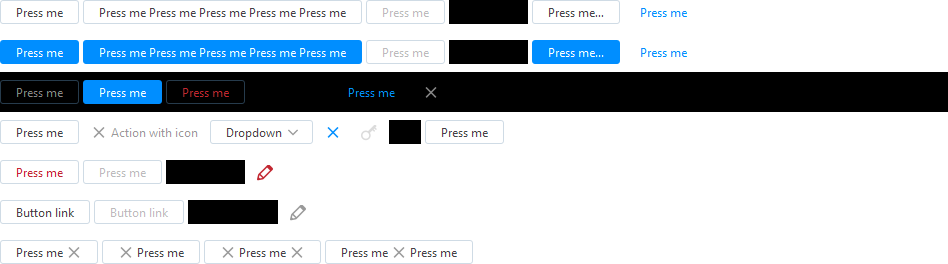 Press me Press me Press me Press me Press me Press me Press me Press me... Press me
Press me Press me Press me Press me Press me Press me Press me Press me... Press me
Press me Press me Press me Press me
Press me Action with icon Dropdown Press me
Press me Press me
Button link Button link
Press me Press me Press me Press me Press me